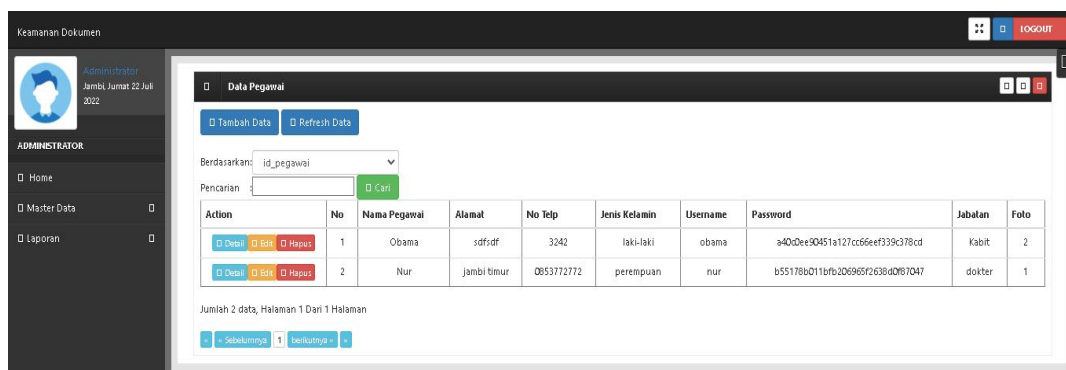 Keamanan Dokumen
LOGOUT
Administrator
Jambi, Jumat 22 Juli
2022
ADMINISTRATOR
Home
Master Data
Laporan
Data Pegawai
Tambah Data
Refresh Data
Berdasarkan: id_pegawai
Pencarian :
Cari
Action No Nama Pegawai Alamat No Telp Jenis Kelamin Username Password Jabatan Foto
Detail Edit Hapus 1 Obama sdfsdf 3242 laki-laki obama a40c0ee90451a127cc66eef339c378cd Kabit 2
Detail Edit Hapus 2 Nur jambi timur 0853772772 perempuan nur b55178b011bfb206965f2638d0f87047 dokter 1
Jumlah 2 data, Halaman 1 Dari 1 Halaman
« « Sebelumnya 1 berikutnya » »